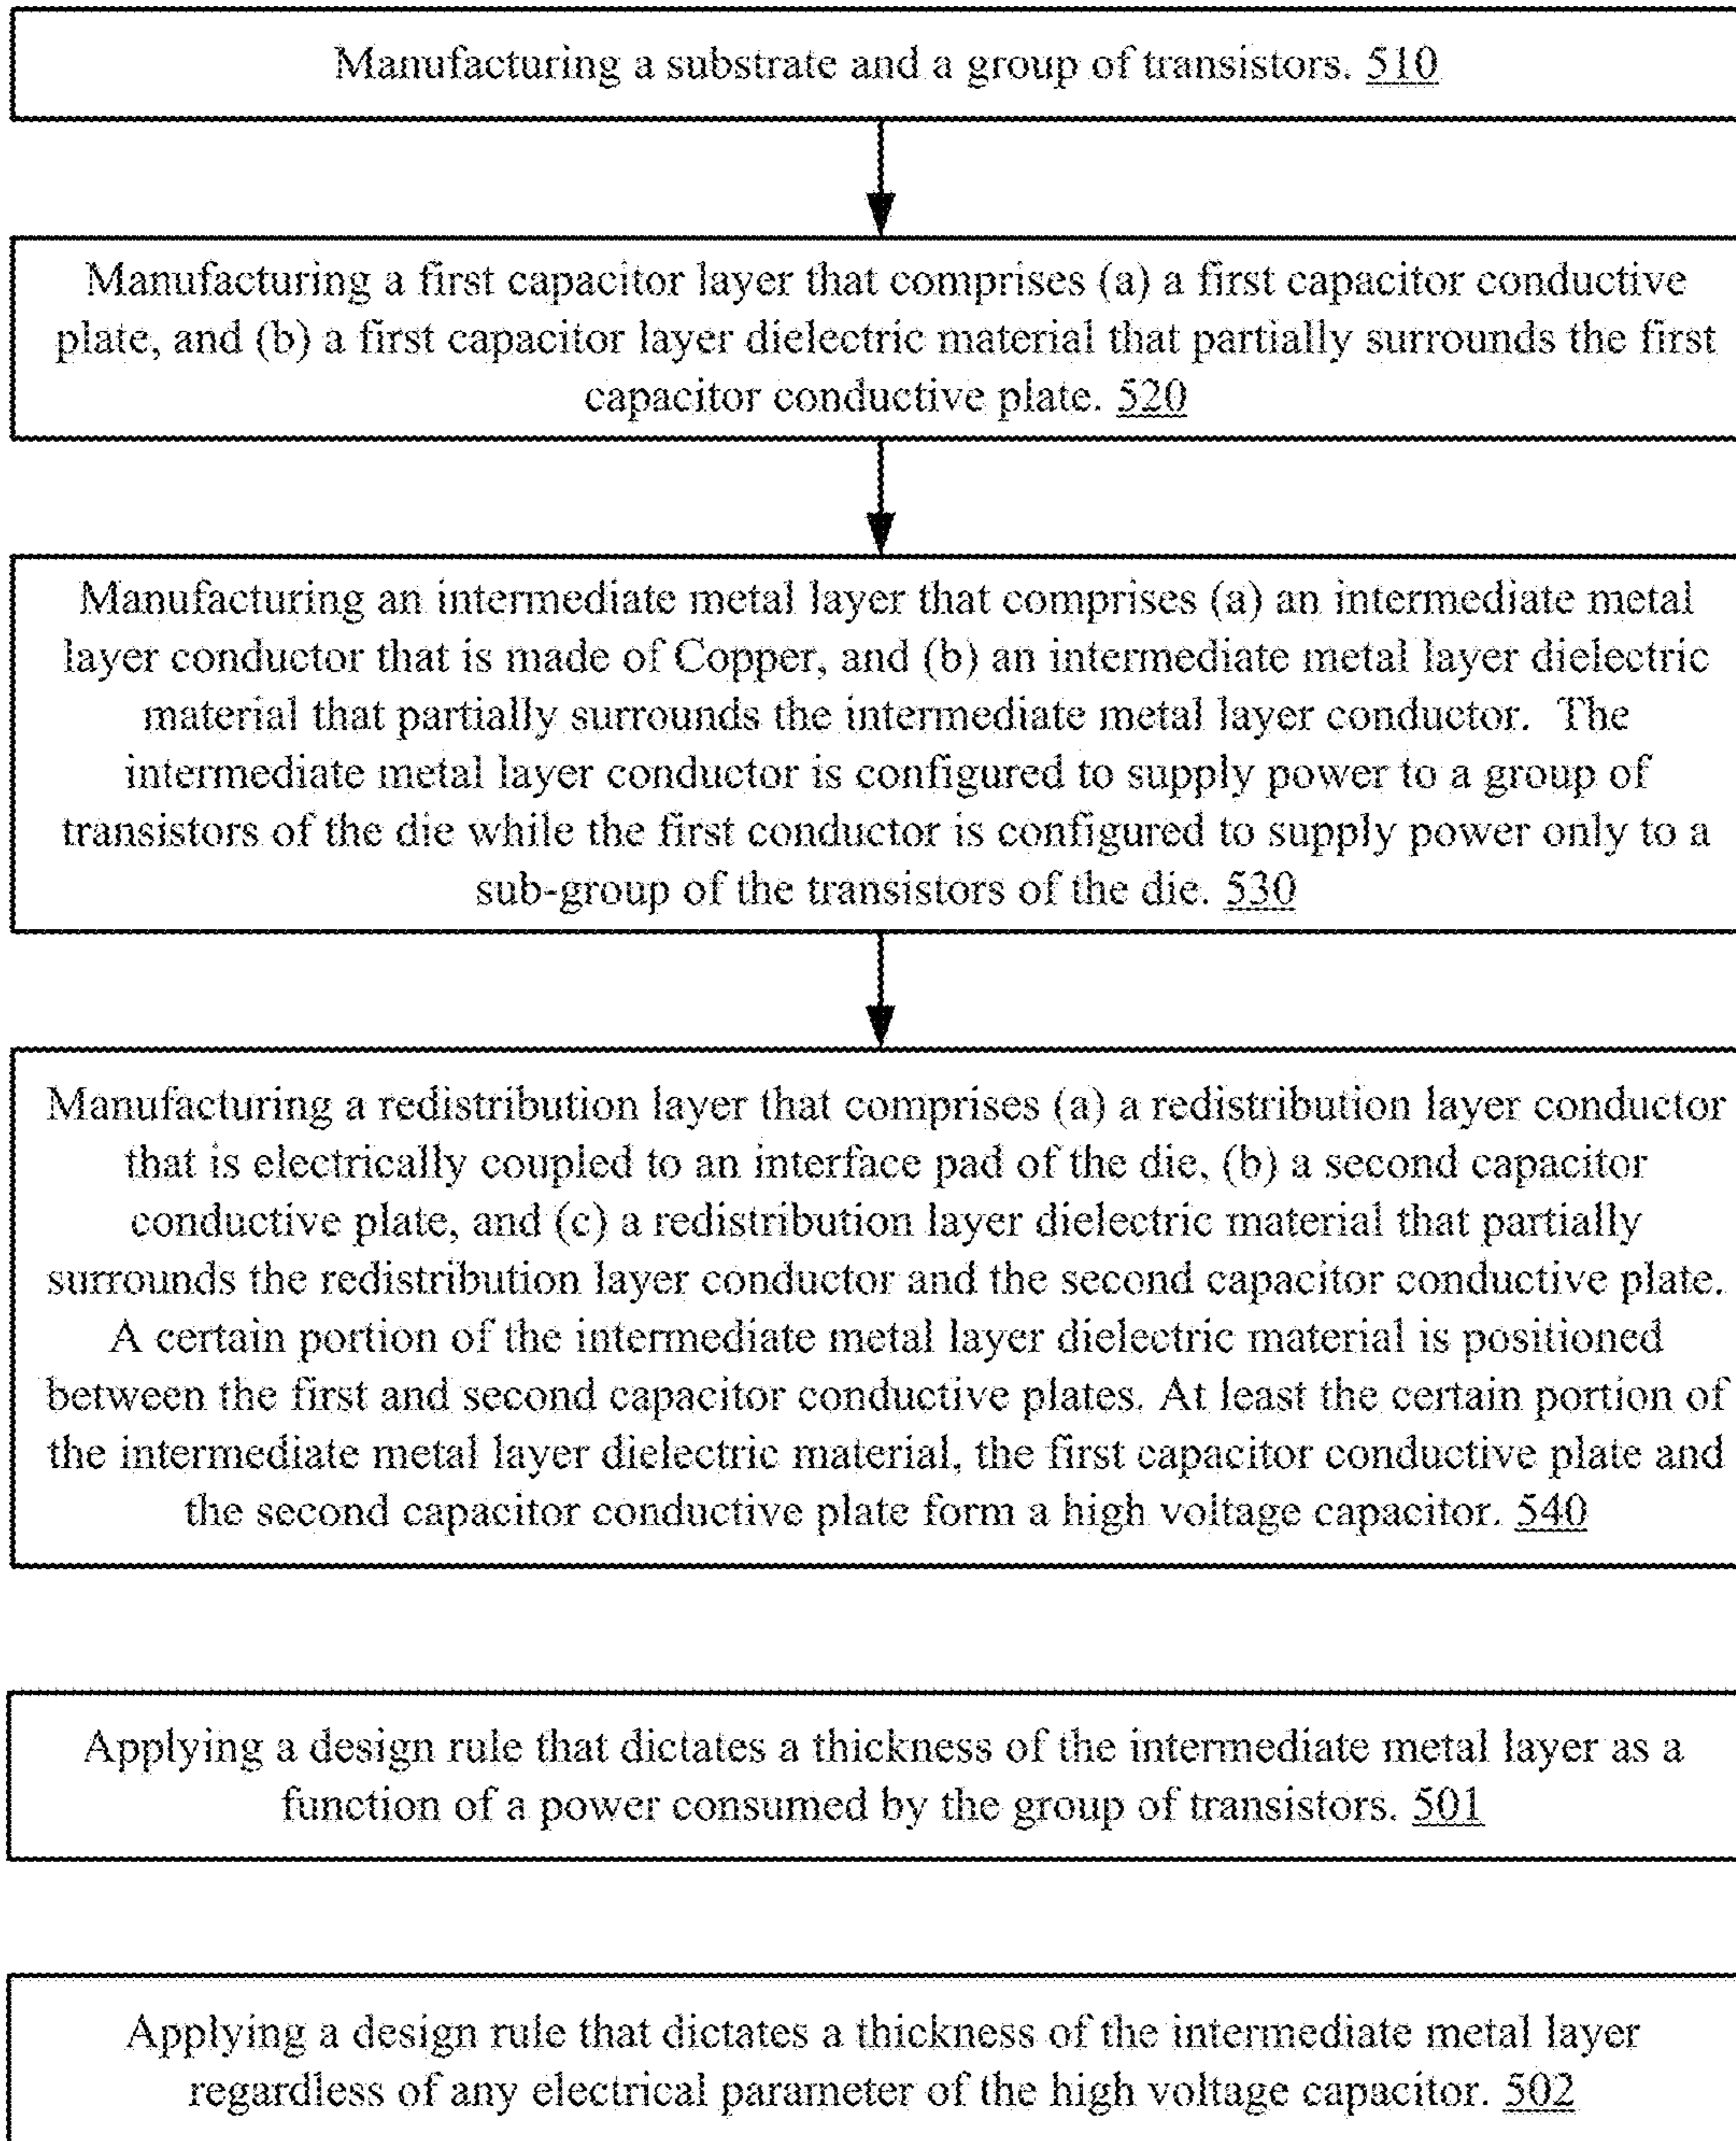 Manufacturing a substrate and a group of transistors. 510
Manufacturing a first capacitor layer that comprises (a) a first capacitor conductive
plate, and (b) a first capacitor layer dielectric material that partially surrounds the first
capacitor conductive plate. 520
Manufacturing an intermediate metal layer that comprises (a) an intermediate metal
layer conductor that is made of Copper, and (b) an intermediate metal layer dielectric
material that partially surrounds the intermediate metal layer conductor. The
intermediate metal layer conductor is configured to supply power to a group of
transistors of the die while the first conductor is configured to supply power only to a
sub-group of the transistors of the die. 530
Manufacturing a redistribution layer that comprises (a) a redistribution layer conductor
that is electrically coupled to an interface pad of the die, (b) a second capacitor
conductive plate, and (c) a redistribution layer dielectric material that partially
surrounds the redistribution layer conductor and the second capacitor conductive plate.
A certain portion of the intermediate metal layer dielectric material is positioned
between the first and second capacitor conductive plates. At least the certain portion of
the intermediate metal layer dielectric material, the first capacitor conductive plate and
the second capacitor conductive plate form a high voltage capacitor. 540
Applying a design rule that dictates a thickness of the intermediate metal layer as a
function of a power consumed by the group of transistors. 501
Applying a design rule that dictates a thickness of the intermediate metal layer
regardless of any electrical parameter of the high voltage capacitor. 502